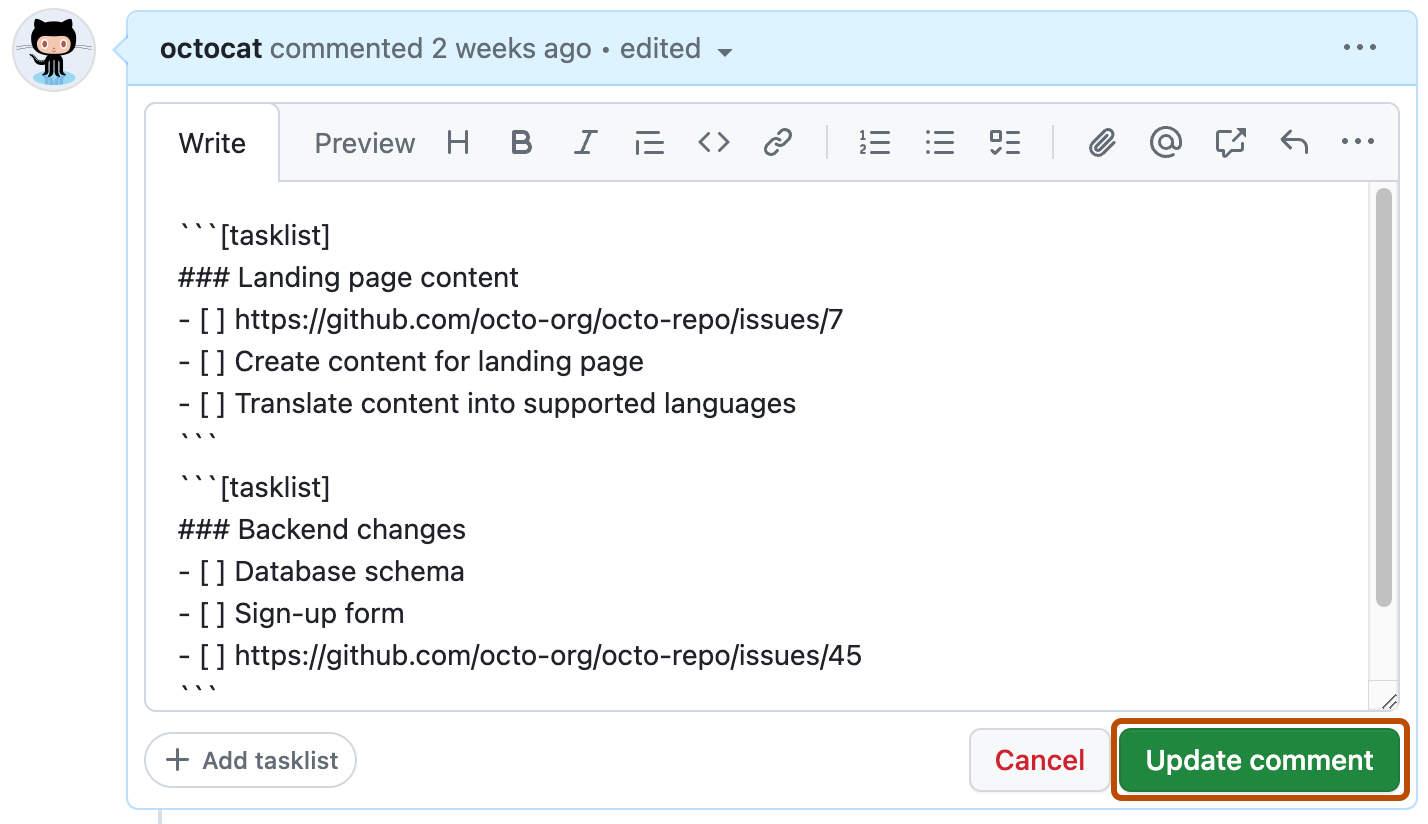 octocat commented 2 weeks ago • edited
Write Preview
```[tasklist]
### Landing page content
- [ ] https://github.com/octo-org/octo-repo/issues/7
- [ ] Create content for landing page
- [ ] Translate content into supported languages
```
```[tasklist]
### Backend changes
- [ ] Database schema
- [ ] Sign-up form
- [ ] https://github.com/octo-org/octo-repo/issues/45
```
+ Add tasklist Cancel Update comment